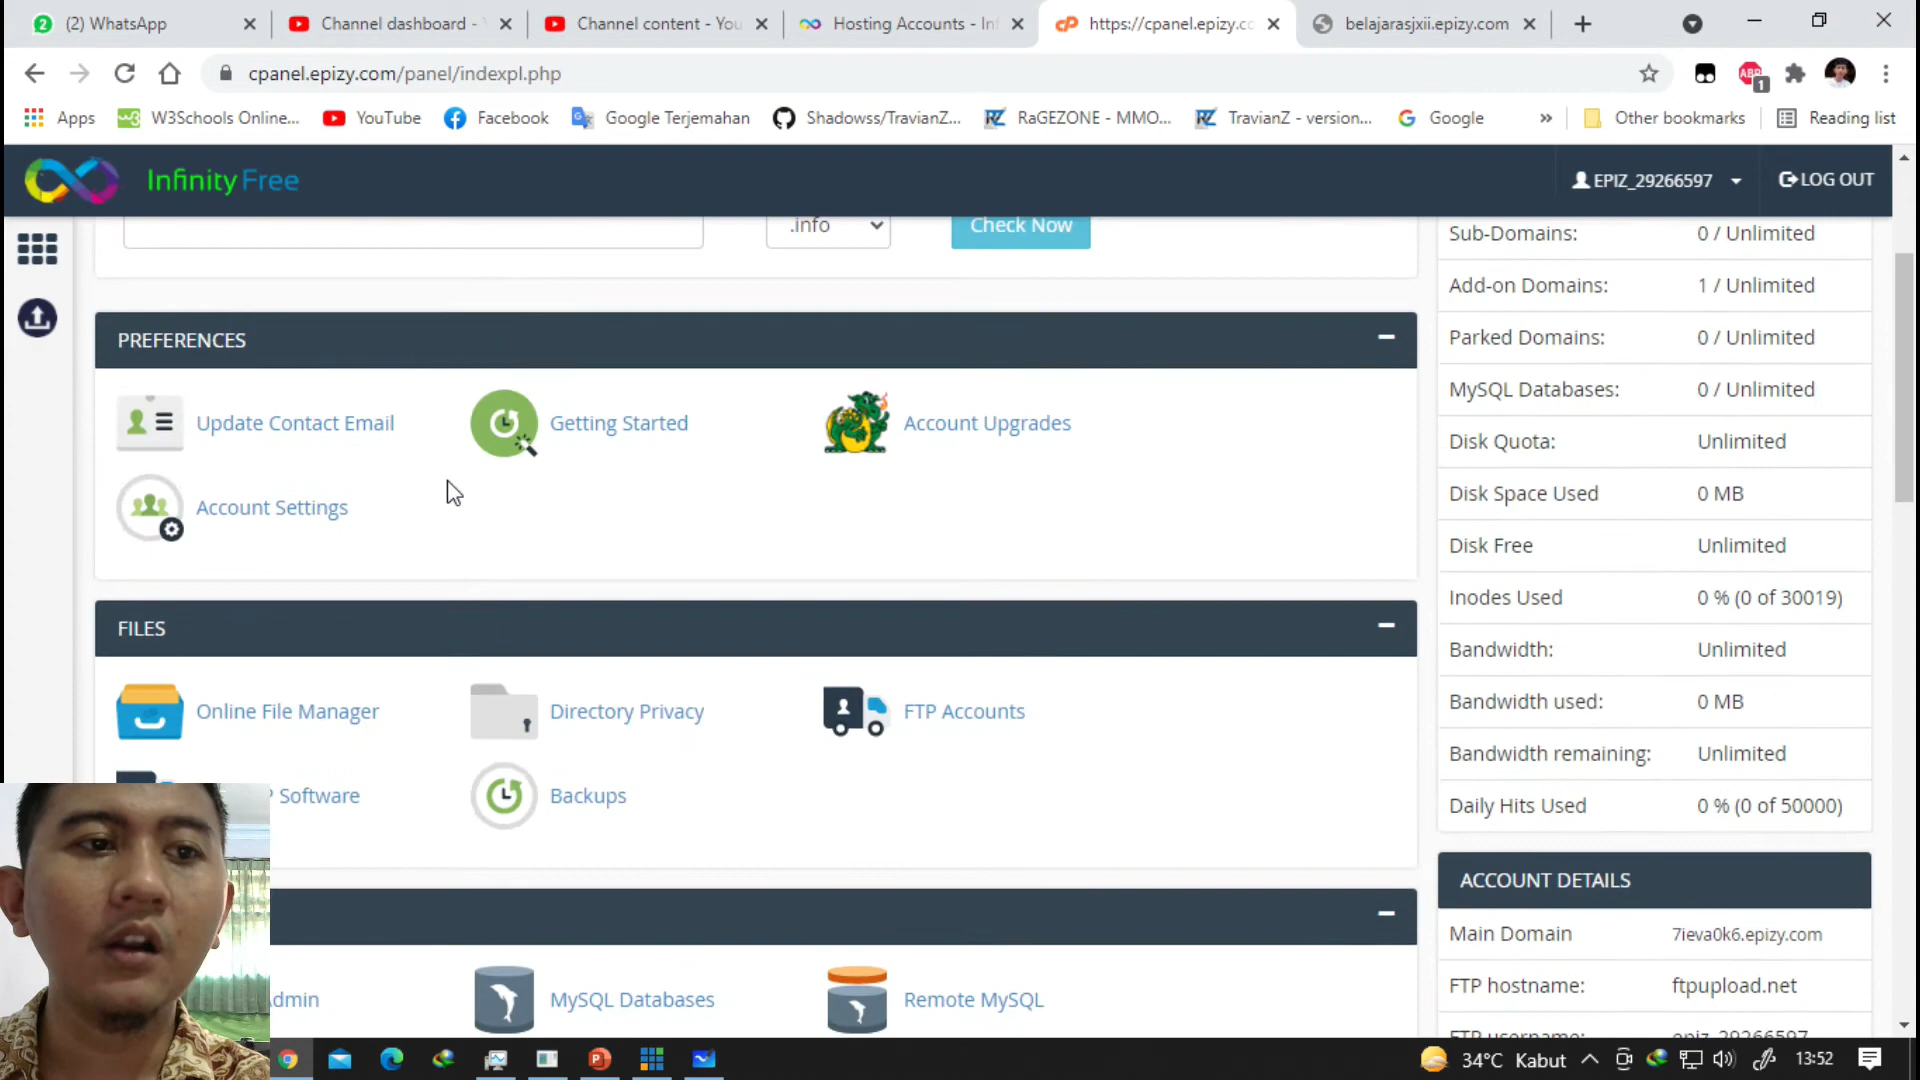 (2) WhatsApp
Channel dashboard -
Channel content - You
Hosting Accounts - Inf
https://cpanel.epizy.co
belajarasjxii.epizy.com
cpanel.epizy.com/panel/indexpl.php
ABP
1
Apps
W3Schools Online...
YouTube
Facebook
Google Terjemahan
Shadowss/TravianZ...
RaGEZONE - MMO...
TravianZ - version...
Google
»
Other bookmarks
Reading list
InfinityFree
EPIZ_29266597
LOG OUT
.info
Check Now
PREFERENCES
Update Contact Email
Getting Started
Account Upgrades
Account Settings
FILES
Online File Manager
Directory Privacy
FTP Accounts
Software
Backups
dmin
MySQL Databases
Remote MySQL
Sub-Domains: 0 / Unlimited
Add-on Domains: 1 / Unlimited
Parked Domains: 0 / Unlimited
MySQL Databases: 0 / Unlimited
Disk Quota: Unlimited
Disk Space Used 0 MB
Disk Free Unlimited
Inodes Used 0 % (0 of 30019)
Bandwidth: Unlimited
Bandwidth used: 0 MB
Bandwidth remaining: Unlimited
Daily Hits Used 0 % (0 of 50000)
ACCOUNT DETAILS
Main Domain 7ieva0k6.epizy.com
FTP hostname: ftpupload.net
FTP username: epiz_29266597
34°C Kabut
13:52